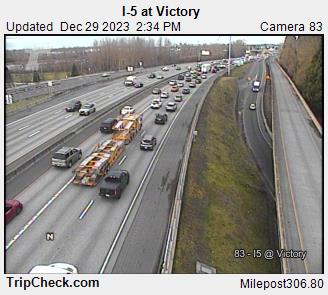 I-5 at Victory
Updated Dec 29 2023 2:34 PM Camera 83
N
83 - I5 @ Victory
TripCheck.com Milepost306.80